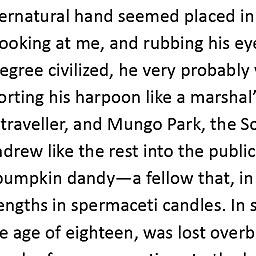 ernatural hand seemed placed in
ooking at me, and rubbing his eye
egree civilized, he very probably
orting his harpoon like a marshal’
traveller, and Mungo Park, the Sc
ndrew like the rest into the public
pumpkin dandy—a fellow that, in
engths in spermaceti candles. In s
e age of eighteen, was lost overb